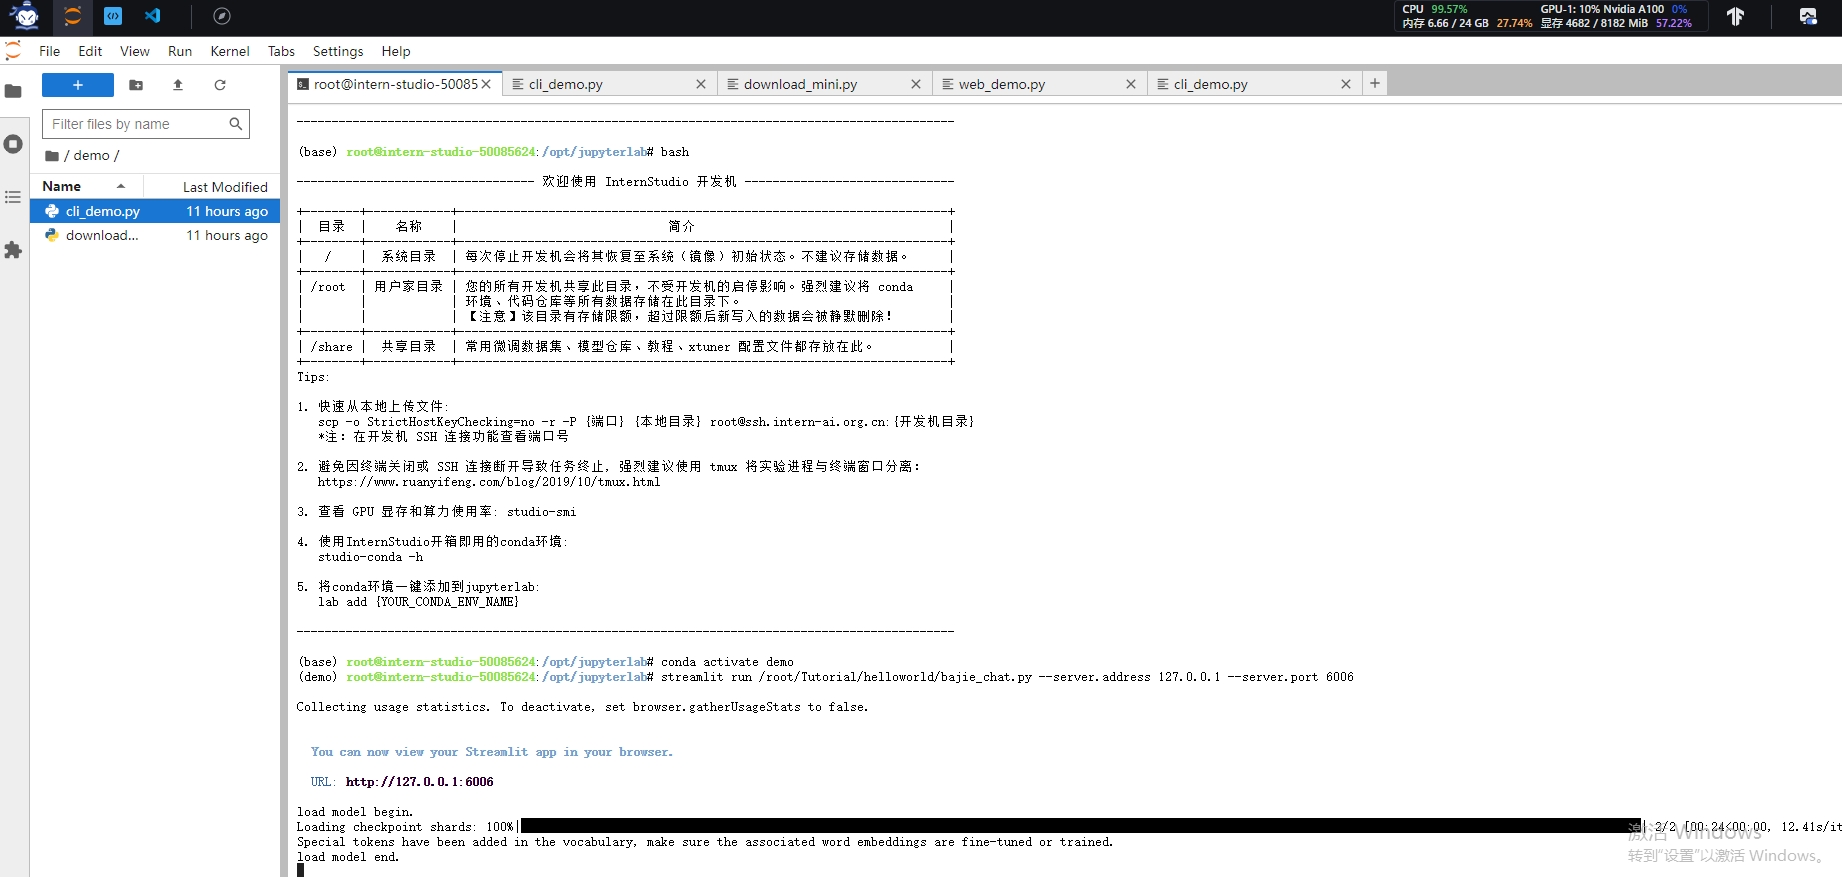 CPU 99.57% GPU-1: 10% Nvidia A100 0%
内存 6.66 / 24 GB 27.74% 显存 4682 / 8182 MiB 57.22%
File Edit View Run Kernel Tabs Settings Help
root@intern-studio-50085 cli_demo.py download_mini.py web_demo.py cli_demo.py
Filter files by name
/ demo /
Name Last Modified
cli_demo.py 11 hours ago
download... 11 hours ago
(base) root@intern-studio-50085624:/opt/jupyterlab# bash
---------------------------------- 欢迎使用 InternStudio 开发机 ------------------------------
| 目录 | 名称 | 简介 |
| / | 系统目录 | 每次停止开发机会将其恢复至系统（镜像）初始状态。不建议存储数据。 |
| /root | 用户家目录 | 您的所有开发机共享此目录，不受开发机的启停影响。强烈建议将 conda |
| | | 环境、代码仓库等所有数据存储在此目录下。 |
| | | 【注意】该目录有存储限额，超过限额后新写入的数据会被静默删除！ |
| /share | 共享目录 | 常用微调数据集、模型仓库、教程、xtuner 配置文件都存放在此。 |
Tips:
1. 快速从本地上传文件:
scp -o StrictHostKeyChecking=no -r -P {端口} {本地目录} root@ssh.intern-ai.org.cn:{开发机目录}
*注: 在开发机 SSH 连接功能查看端口号
2. 避免因终端关闭或 SSH 连接断开导致任务终止, 强烈建议使用 tmux 将实验进程与终端窗口分离:
https://www.ruanyifeng.com/blog/2019/10/tmux.html
3. 查看 GPU 显存和算力使用率: studio-smi
4. 使用InternStudio开箱即用的conda环境:
studio-conda -h
5. 将conda环境一键添加到jupyterlab:
lab add {YOUR_CONDA_ENV_NAME}
(base) root@intern-studio-50085624:/opt/jupyterlab# conda activate demo
(demo) root@intern-studio-50085624:/opt/jupyterlab# streamlit run /root/Tutorial/helloworld/bajie_chat.py --server.address 127.0.0.1 --server.port 6006
Collecting usage statistics. To deactivate, set browser.gatherUsageStats to false.
You can now view your Streamlit app in your browser.
URL: http://127.0.0.1:6006
load model begin.
Loading checkpoint shards: 100%| | 2/2 [00:24<00:00, 12.41s/it
Special tokens have been added in the vocabulary, make sure the associated word embeddings are fine-tuned or trained.
load model end.
激活 Windows
转到“设置”以激活 Windows。